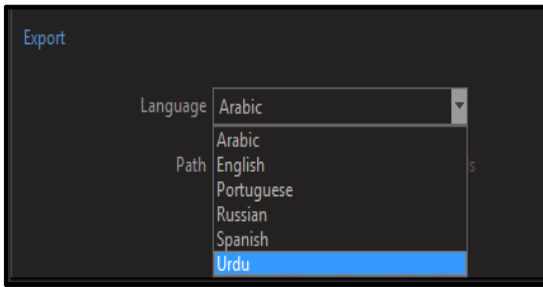 Export
Language Arabic
Arabic
Path English
Portuguese
Russian
Spanish
Urdu